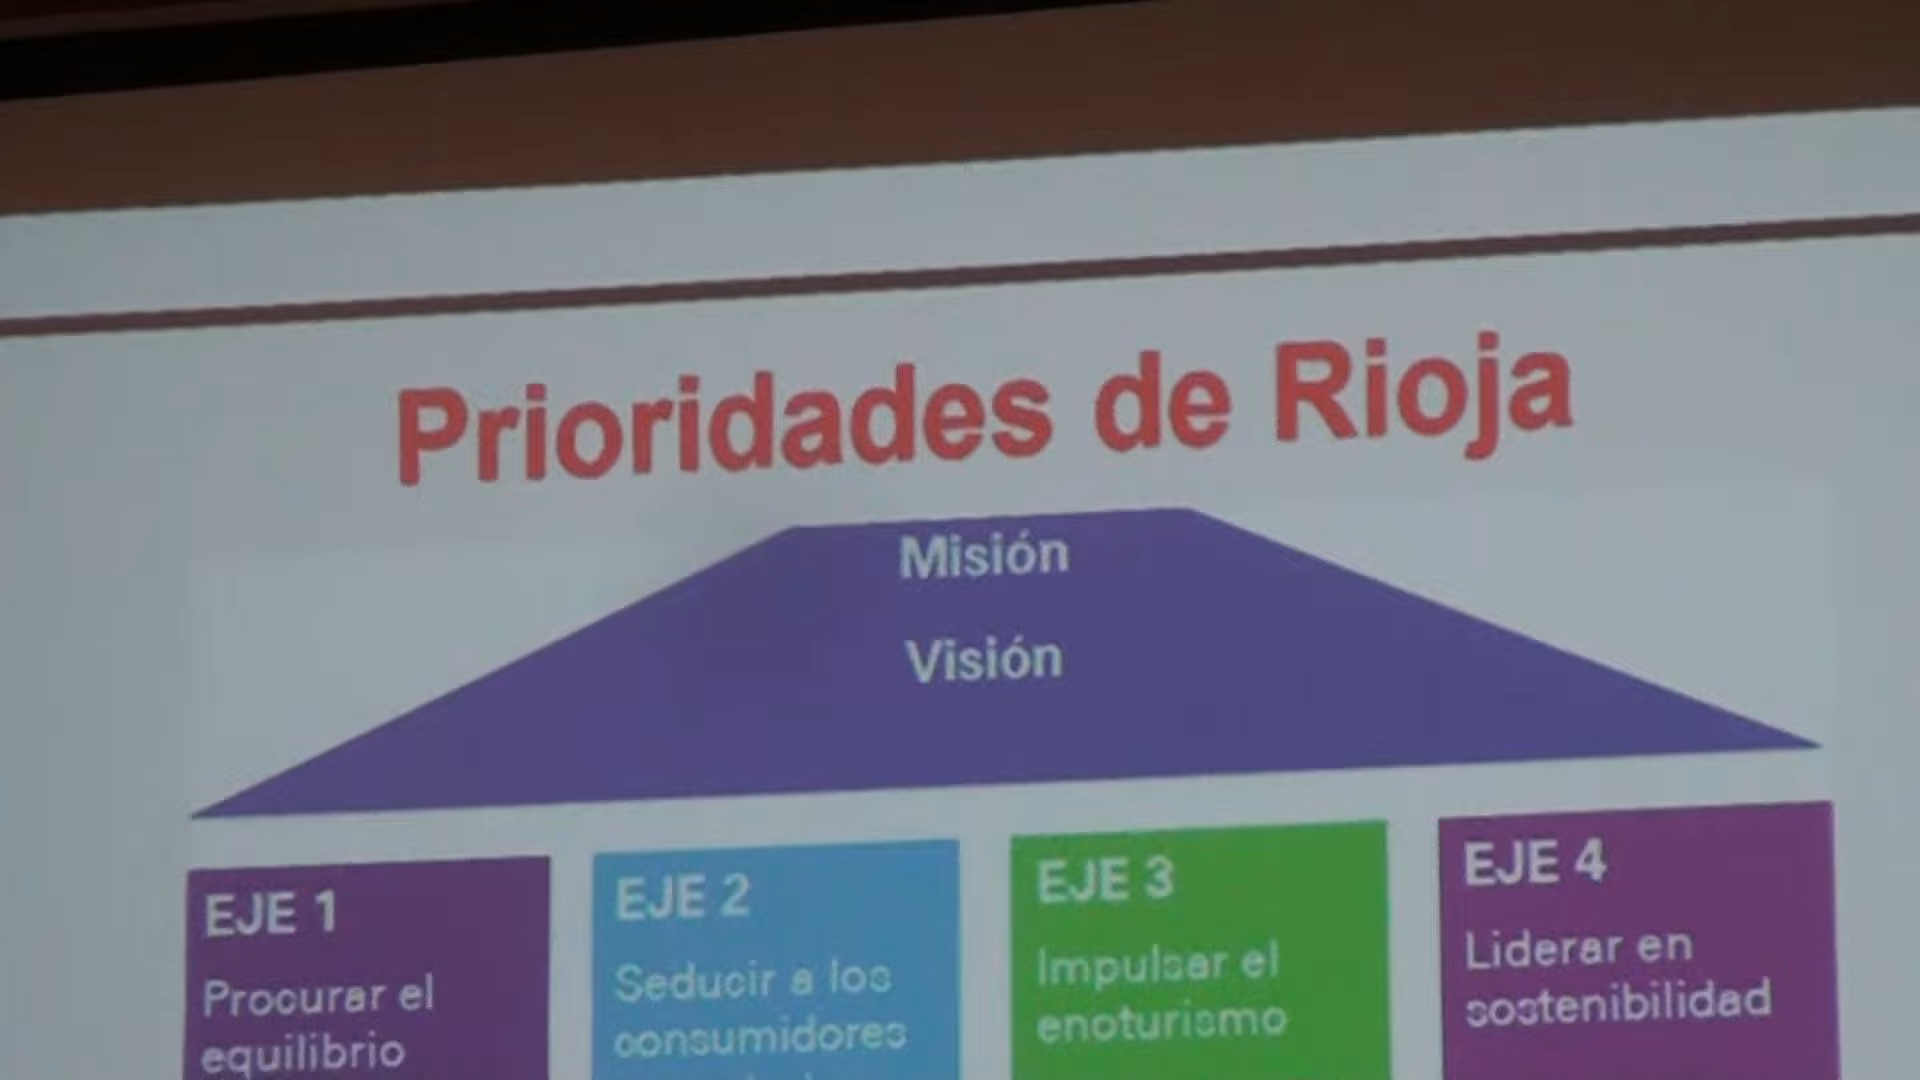 Prioridades de Rioja
Misión
Visión
EJE 1
Procurar el
equilibrio
EJE 2
Seducir a los
consumidores
EJE 3
Impulsar el
enoturismo
EJE 4
Liderar en
sostenibilidad